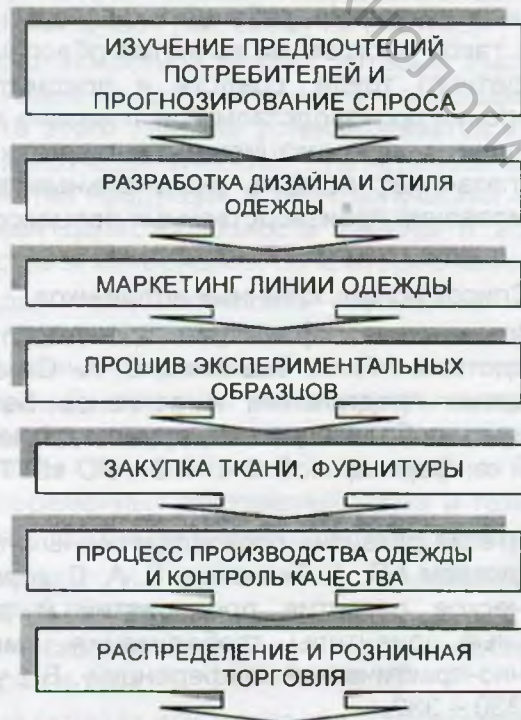 ИЗУЧЕНИЕ ПРЕДПОЧТЕНИЙ
ПОТРЕБИТЕЛЕЙ И
ПРОГНОЗИРОВАНИЕ СПРОСА
РАЗРАБОТКА ДИЗАЙНА И СТИЛЯ
ОДЕЖДЫ
МАРКЕТИНГ ЛИНИИ ОДЕЖДЫ
ПРОШИВ ЭКСПЕРИМЕНТАЛЬНЫХ
ОБРАЗЦОВ
ЗАКУПКА ТКАНИ, ФУРНИТУРЫ
ПРОЦЕСС ПРОИЗВОДСТВА ОДЕЖДЫ
И КОНТРОЛЬ КАЧЕСТВА
РАСПРЕДЕЛЕНИЕ И РОЗНИЧНАЯ
ТОРГОВЛЯ